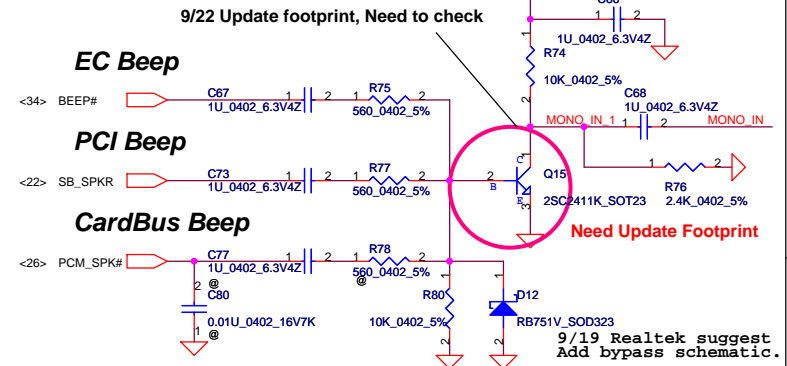 9/22 Update footprint, Need to check
1 2
1U_0402_6.3V4Z
1
R74
10K_0402_5%
2
EC Beep
<34> BEEP#
C67
1U_0402_6.3V4Z
1 2
R75
1 2
560_0402_5%
C68
1U_0402_6.3V4Z
MONO_IN_1
1 2
MONO_IN
PCI Beep
<22> SB_SPKR
C73
1U_0402_6.3V4Z
1 2
R77
1 2
560_0402_5%
1
C
2
B
E
3
Q15
2SC2411K_SOT23
1 2
R76
2.4K_0402_5%
Need Update Footprint
CardBus Beep
<26> PCM_SPK#
C77
1U_0402_6.3V4Z
1 2
@
R78
1 2
560_0402_5%
@
2
C80
0.01U_0402_16V7K
1
@
1
R80
10K_0402_5%
2
1
D12
RB751V_SOD323
2
9/19 Realtek suggest
Add bypass schematic.